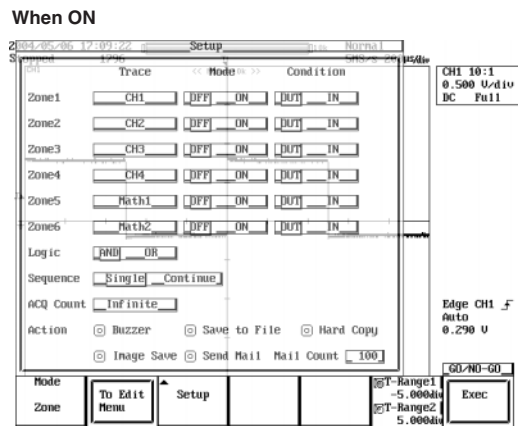 When ON
2004/05/06 17:09:22
Setup
Normal
Stopped 1796
5MS/s 20us/div
CH1
<< Mode >>
Trace Mode Condition
CH1 10:1
0.500 V/div
DC Full
Zone1 CH1 OFF ON OUT IN
Zone2 CH2 OFF ON OUT IN
Zone3 CH3 OFF ON OUT IN
Zone4 CH4 OFF ON OUT IN
Zone5 Math1 OFF ON OUT IN
Zone6 Math2 OFF ON OUT IN
Logic AND OR
Sequence Single Continue
ACQ Count Infinite
Action Buzzer Save to File Hard Copy
Image Save Send Mail Mail Count 100
Edge CH1
Auto
0.290 V
GO/NO-GO
Mode
Zone
To Edit
Menu
Setup
T-Range1
-5.000div
T-Range2
5.000div
Exec